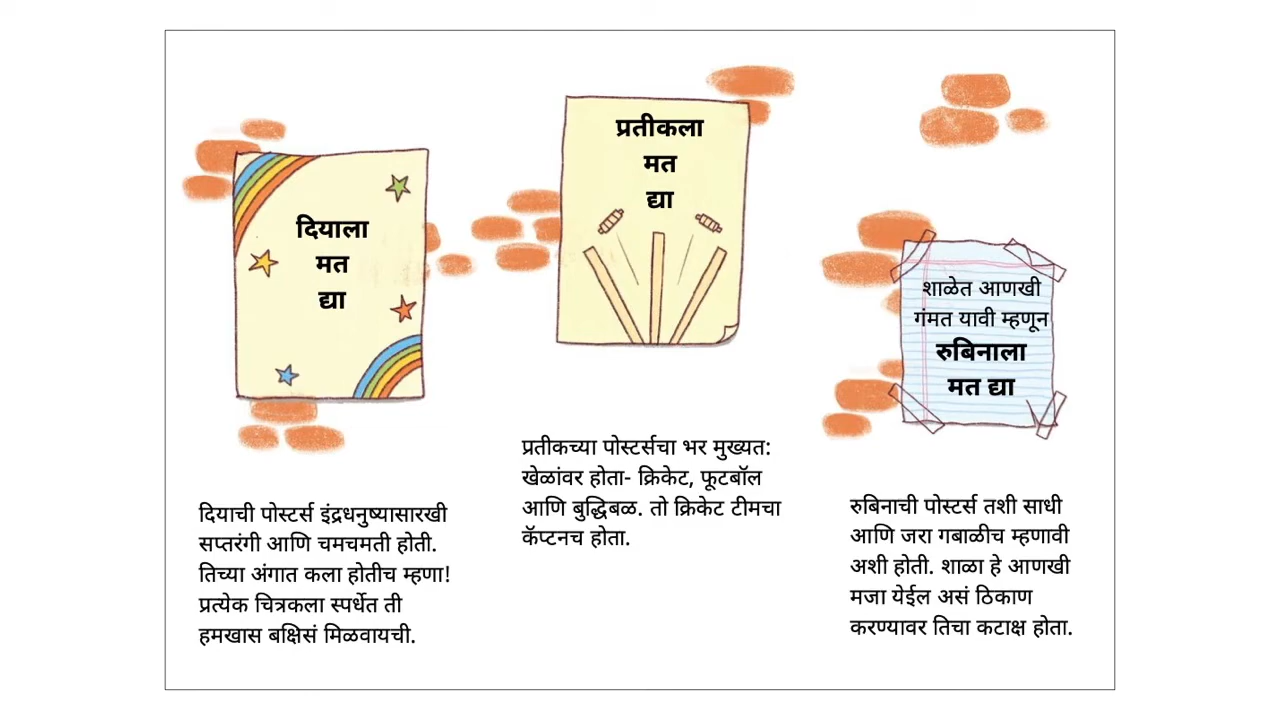 दियाला
मत
द्या
प्रतीकला
मत
द्या
शाळेत आणखी
गंमत यावी म्हणून
रुबिनाला
मत द्या
दियाची पोस्टर्स इंद्रधनुष्यासारखी
सप्तरंगी आणि चमचमती होती.
तिच्या अंगात कला होतीच म्हणा!
प्रत्येक चित्रकला स्पर्धेत ती
हमखास बक्षिसं मिळवायची.
प्रतीकच्या पोस्टर्सचा भर मुख्यत:
खेळांवर होता- क्रिकेट, फूटबॉल
आणि बुद्धिबळ. तो क्रिकेट टीमचा
कॅप्टनच होता.
रुबिनाची पोस्टर्स तशी साधी
आणि जरा गबाळीच म्हणावी
अशी होती. शाळा हे आणखी
मजा येईल असं ठिकाण
करण्यावर तिचा कटाक्ष होता.